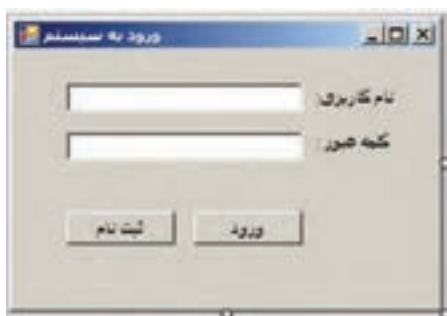 ورود به سیستم
نام کاربری:
کلمه عبور :
ورود
ثبت نام